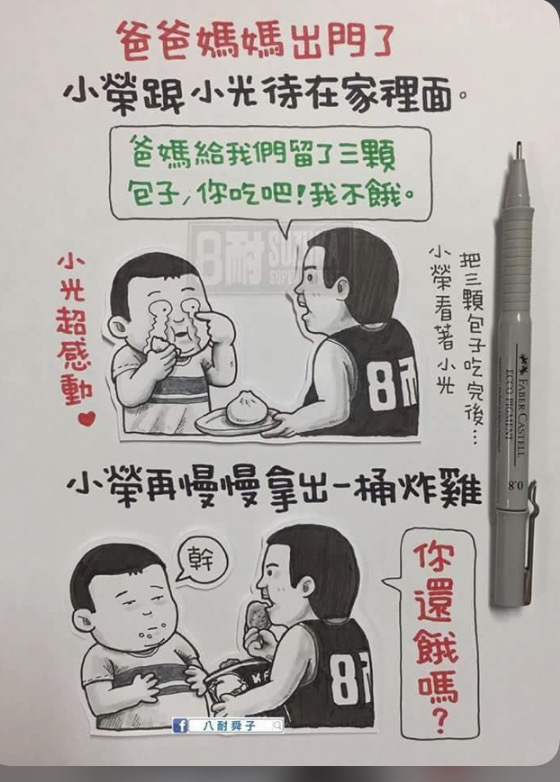 爸爸媽媽出門了
小榮跟小光待在家裡面。
爸媽給我們留了三顆
包子,你吃吧!我不餓。
8耐
小光超感動
小榮看著小光
把三顆包子吃完後…
8耐
FABER-CASTELL
ECCO PIGMENT
0.8
小榮再慢慢拿出一桶炸雞
幹
你還餓嗎?
8耐
八耐舜子